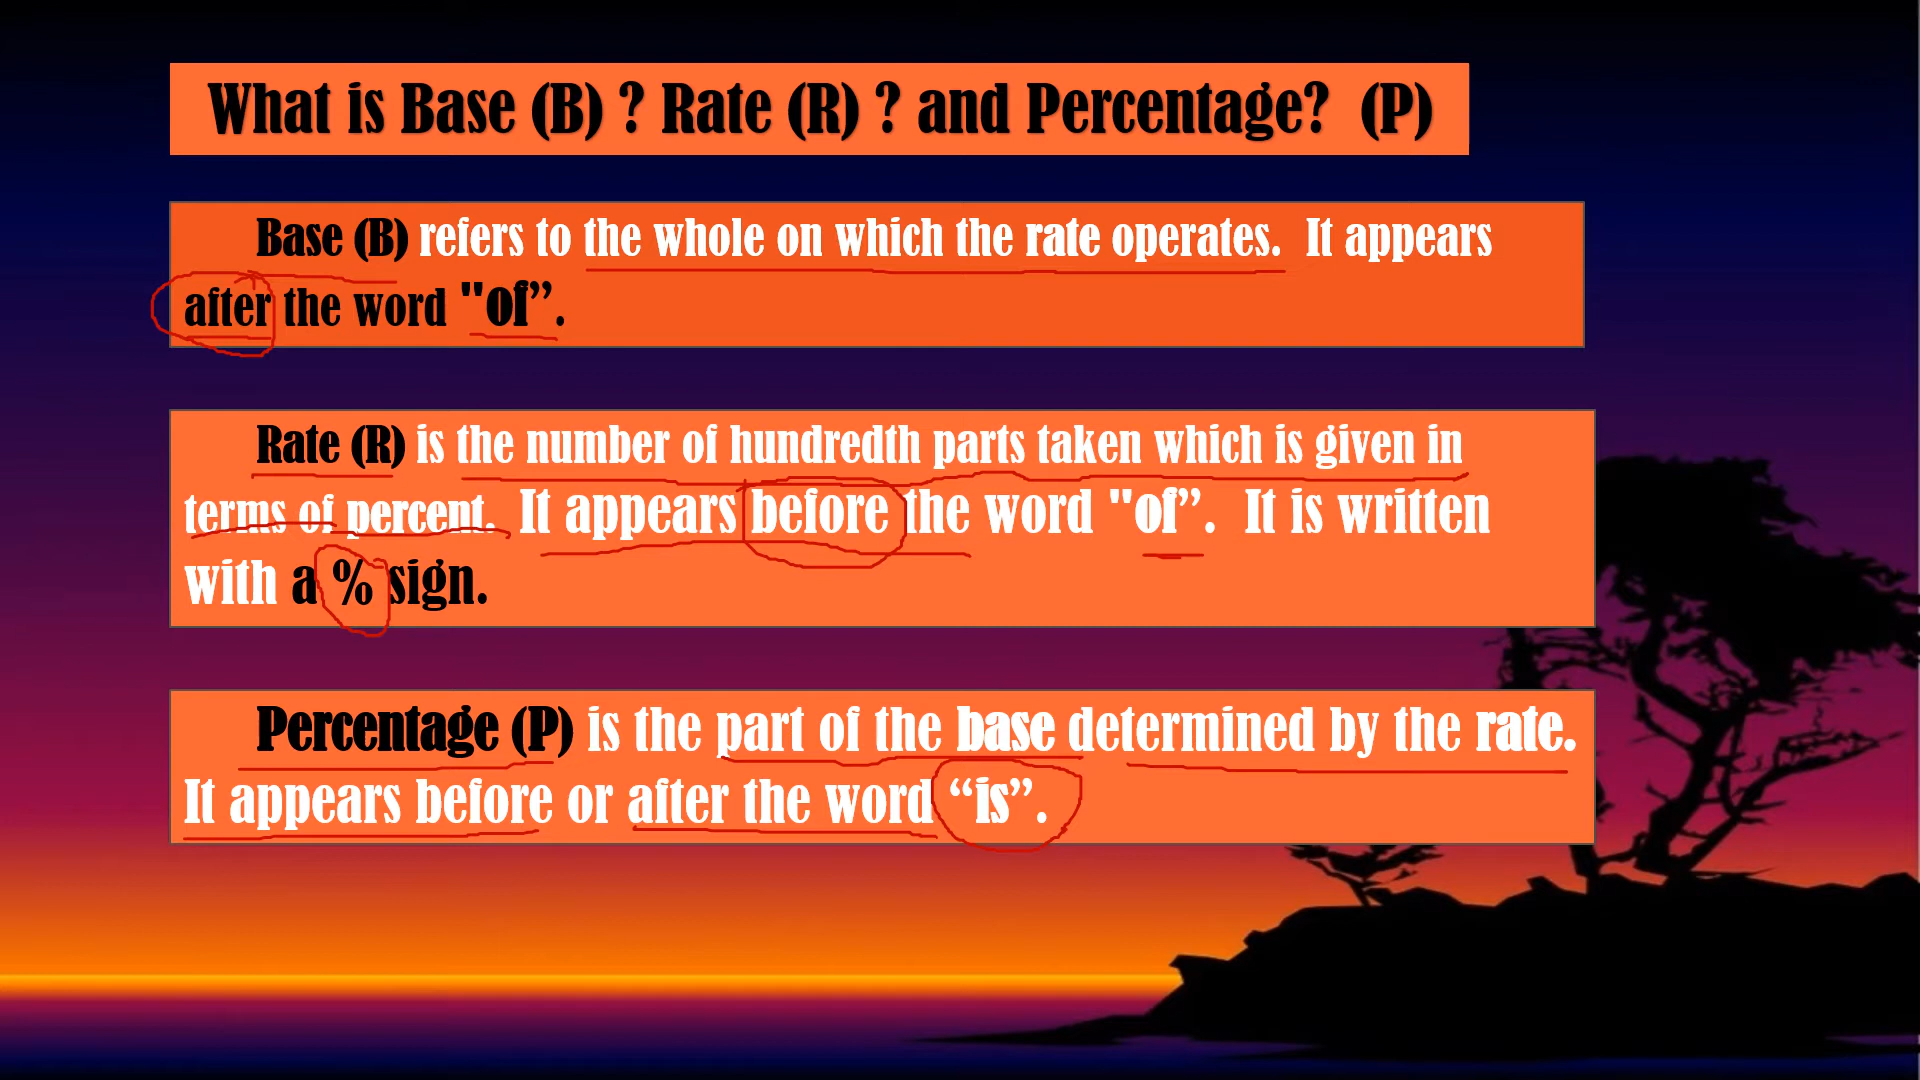 What is Base (B) ? Rate (R) ? and Percentage? (P)
Base (B) refers to the whole on which the rate operates. It appears
after the word "of”.
Rate (R) is the number of hundredth parts taken which is given in
terms of percent. It appears before the word "of”. It is written
with a % sign.
Percentage (P) is the part of the base determined by the rate.
It appears before or after the word “is”.